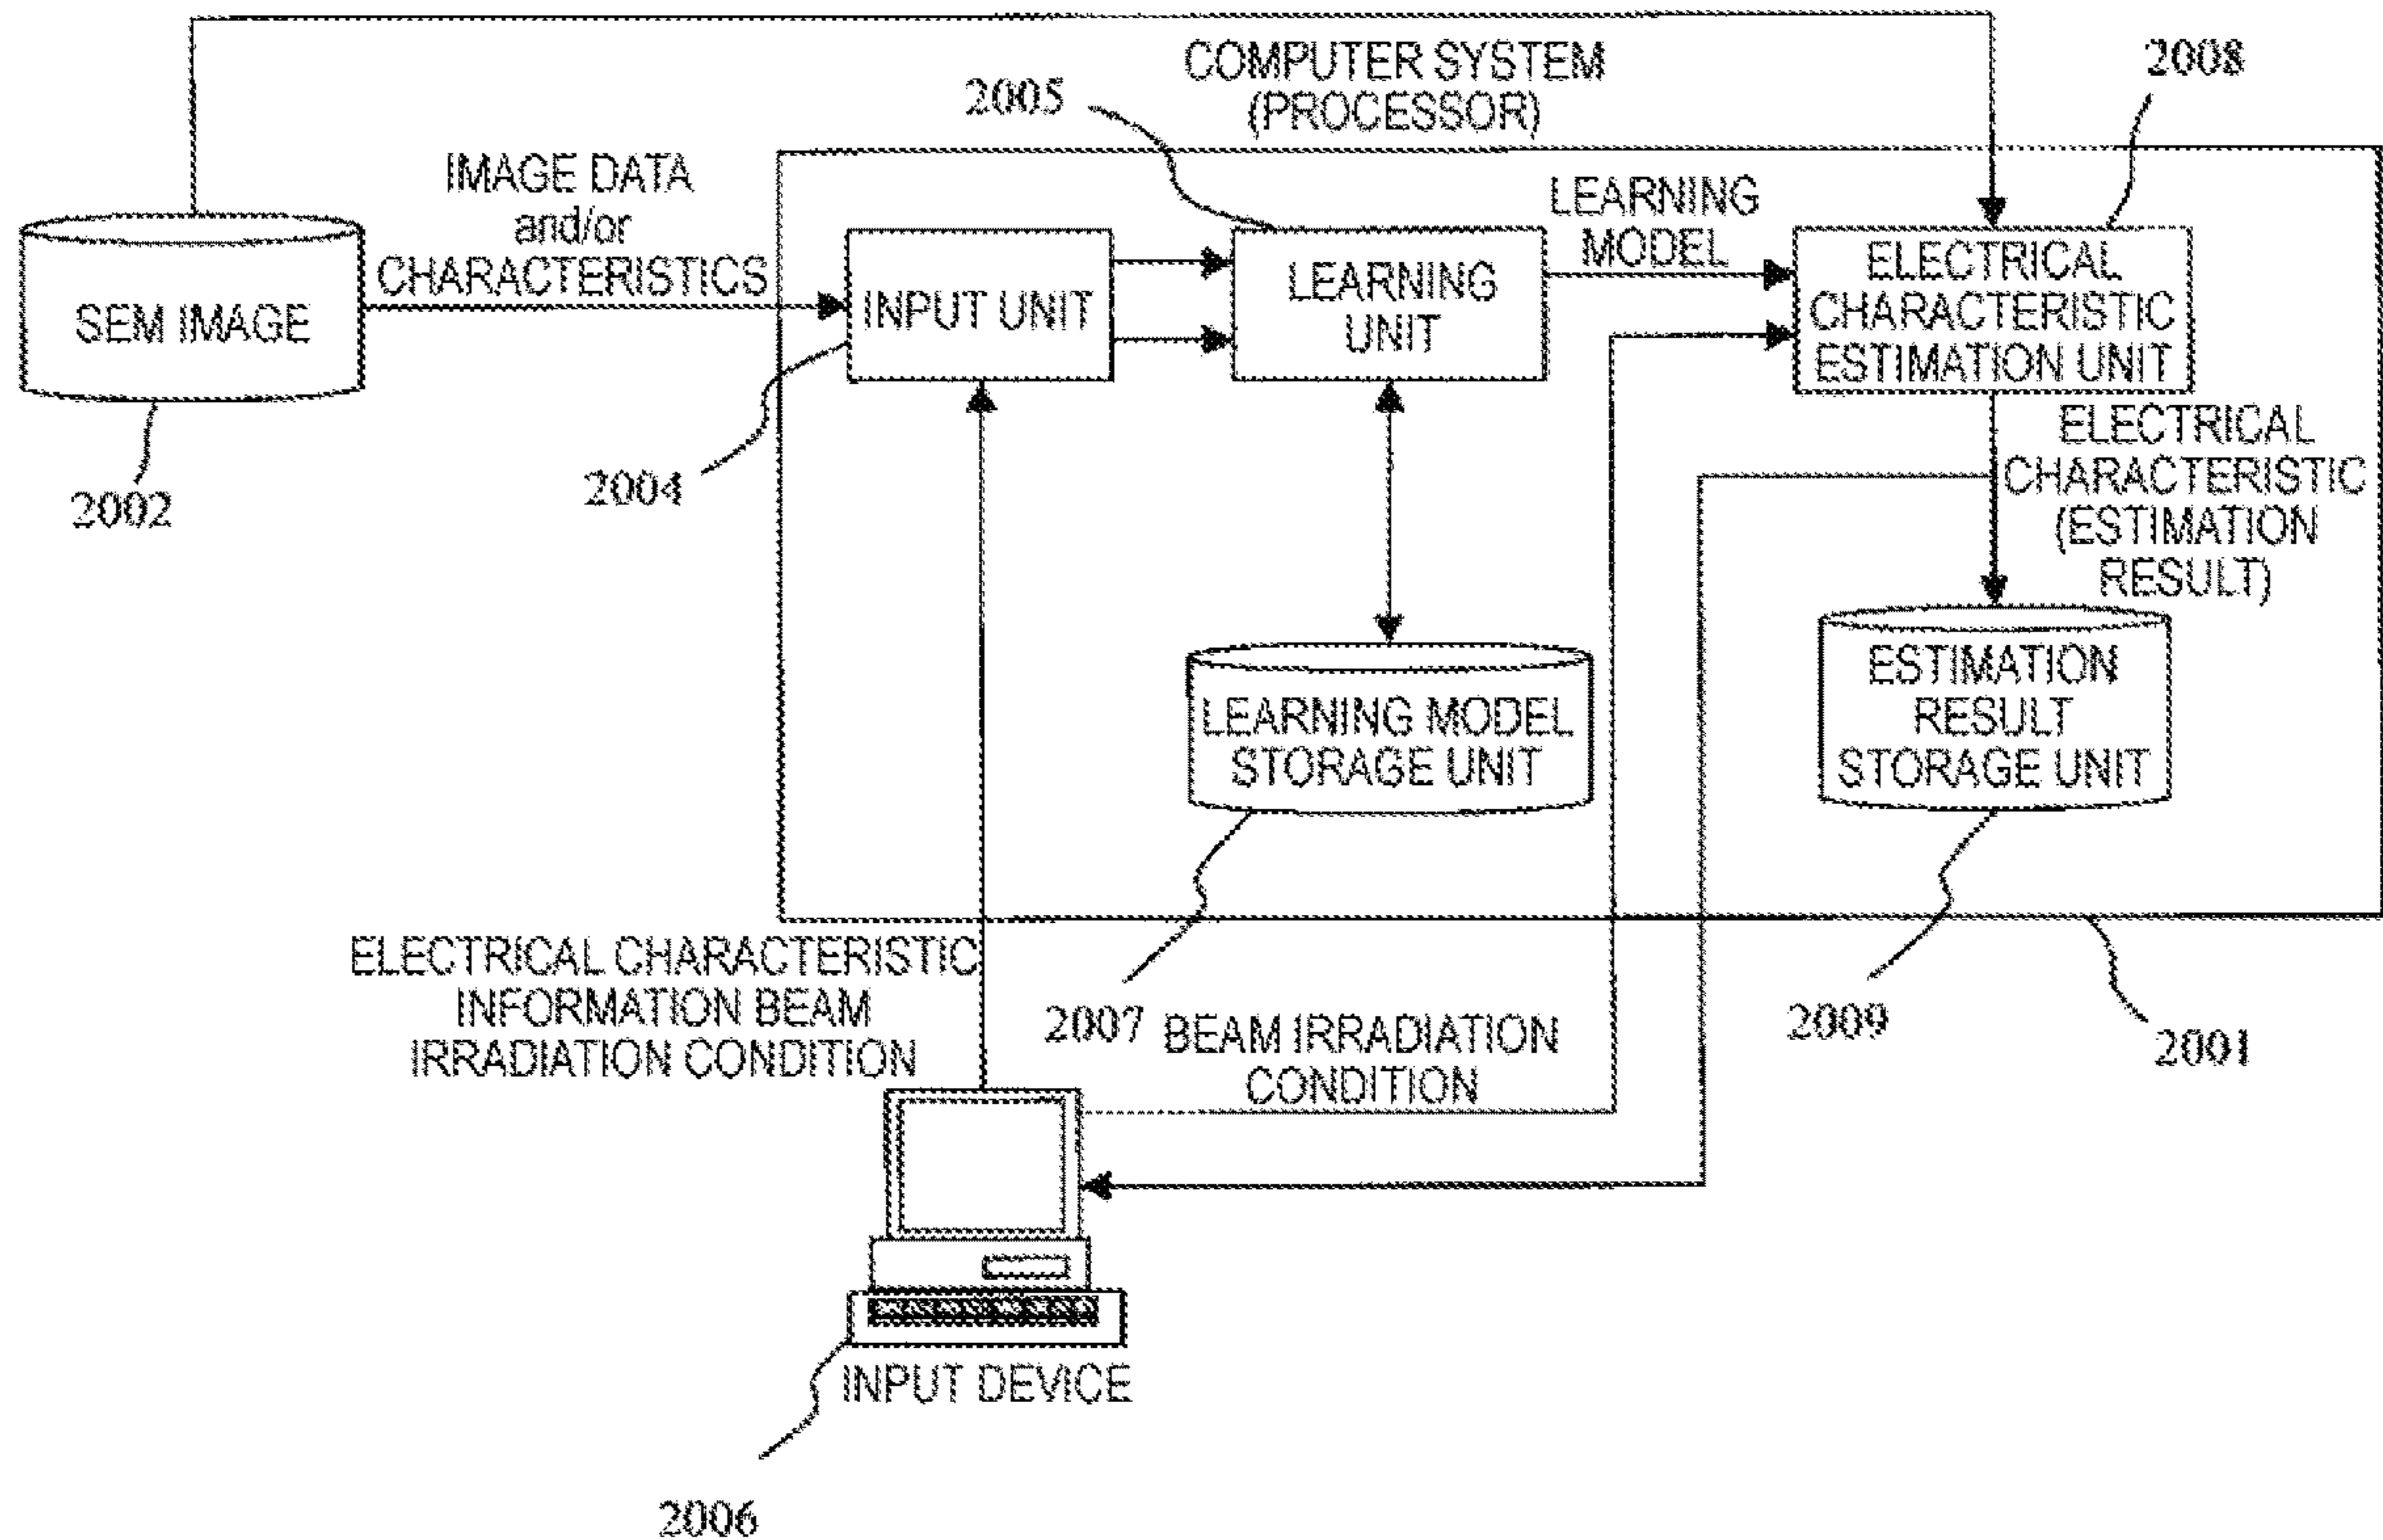 COMPUTER SYSTEM
(PROCESSOR)
2008
2005
IMAGE DATA
and/or
CHARACTERISTICS
LEARNING
MODEL
SEM IMAGE
INPUT UNIT
LEARNING
UNIT
ELECTRICAL
CHARACTERISTIC
ESTIMATION UNIT
2002
2004
ELECTRICAL
CHARACTERISTIC
(ESTIMATION
RESULT)
LEARNING MODEL
STORAGE UNIT
ESTIMATION
RESULT
STORAGE UNIT
ELECTRICAL CHARACTERISTIC
INFORMATION BEAM
IRRADIATION CONDITION
2007
BEAM IRRADIATION
CONDITION
2009
2001
INPUT DEVICE
2006